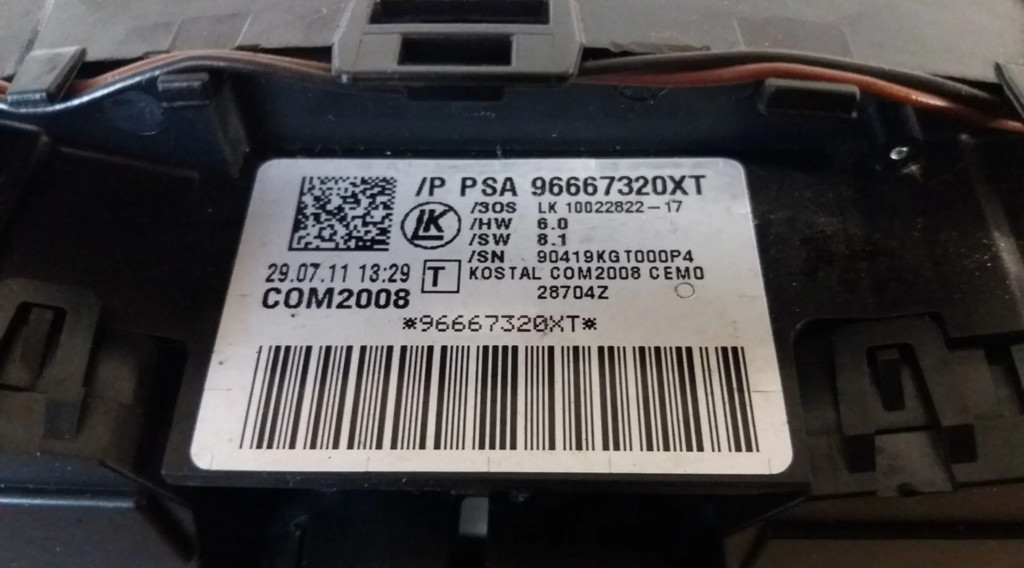 /P PSA 96667320XT
/3OS LK 10022822-17
LK
/HW 6.0
/SW 8.1
/SN 90419KGT000P4
29.07.11 13:29
T
KOSTAL COM2008 CEM0
COM2008
28704Z
*96667320XT*